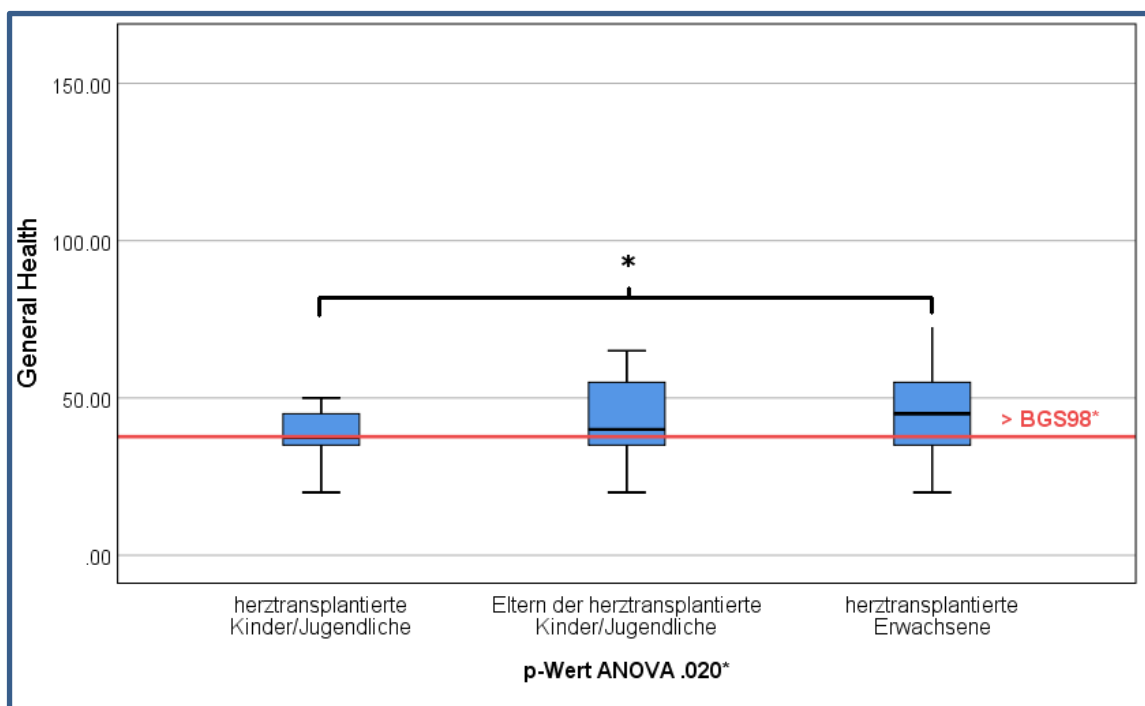 General Health
150.00
100.00
50.00
.00
*
> BGS98*
herztransplantierte
Kinder/Jugendliche
Eltern der herztransplantierte
Kinder/Jugendliche
herztransplantierte
Erwachsene
p-Wert ANOVA .020*